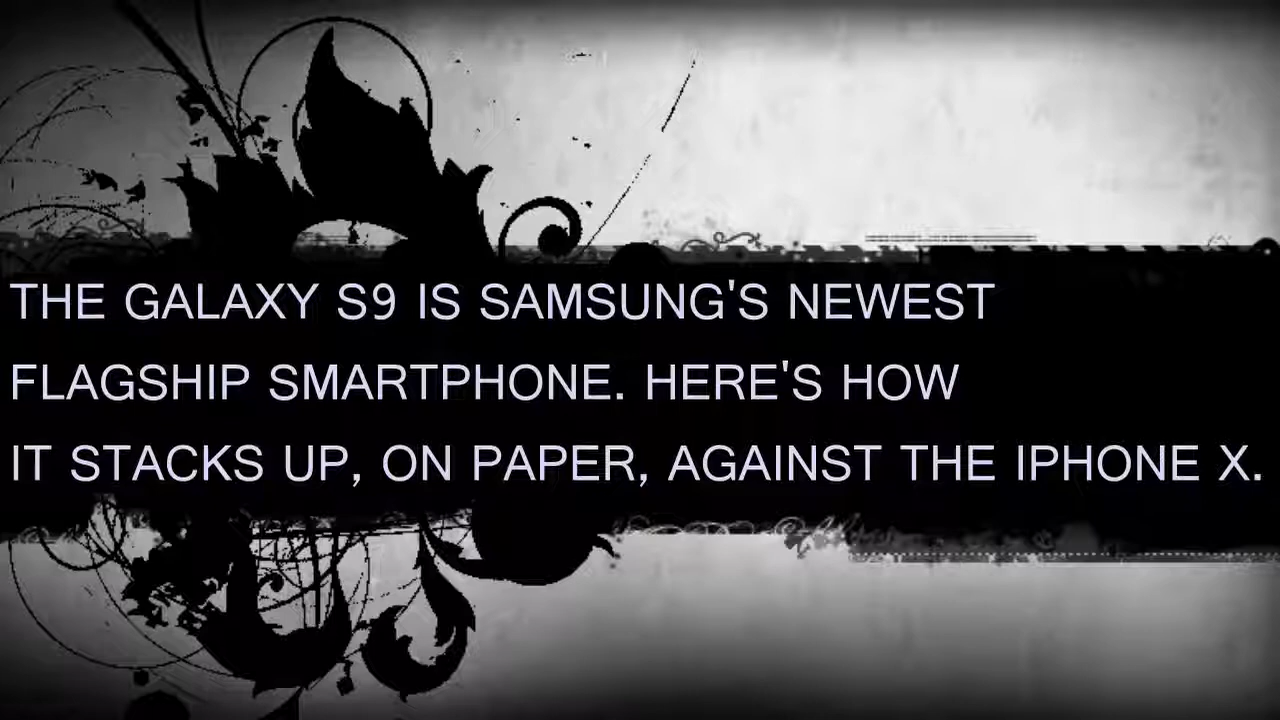 THE GALAXY S9 IS SAMSUNG'S NEWEST
FLAGSHIP SMARTPHONE. HERE'S HOW
IT STACKS UP, ON PAPER, AGAINST THE IPHONE X.